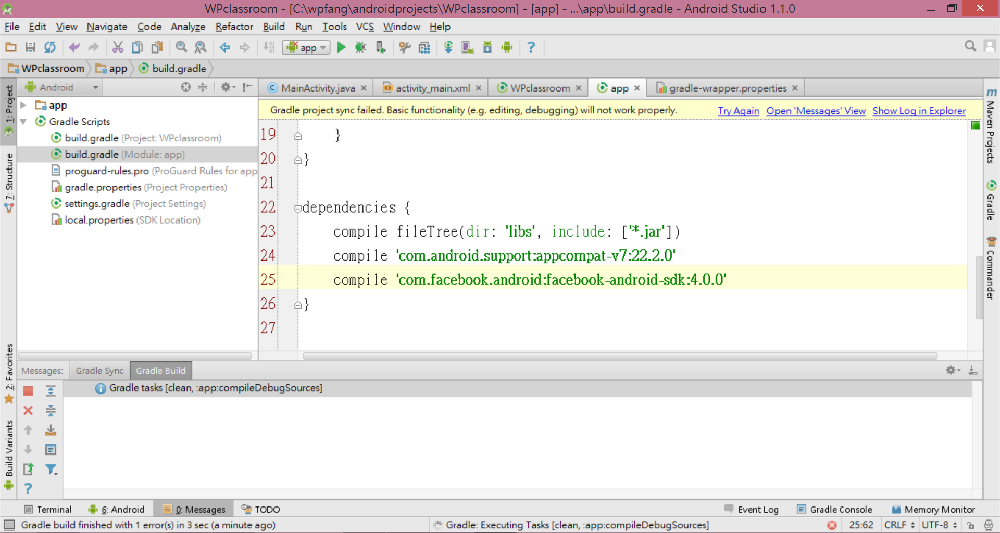 WPclassroom - [C:\wpfang\androidprojects\WPclassroom] - [app] - ...\app\build.gradle - Android Studio 1.1.0
File Edit View Navigate Code Analyze Refactor Build Run Tools VCS Window Help
app
WPclassroom app build.gradle
1: Project
7: Structure
2: Favorites
Build Variants
Android
app
Gradle Scripts
build.gradle (Project: WPclassroom)
build.gradle (Module: app)
proguard-rules.pro (ProGuard Rules for app
gradle.properties (Project Properties)
settings.gradle (Project Settings)
local.properties (SDK Location)
MainActivity.java activity_main.xml WPclassroom app gradle-wrapper.properties
Gradle project sync failed. Basic functionality (e.g. editing, debugging) will not work properly. Try Again Open 'Messages' View Show Log in Explorer
19 }
20 }
21
22 dependencies {
23 compile fileTree(dir: 'libs', include: ['*.jar'])
24 compile 'com.android.support:appcompat-v7:22.2.0'
25 compile 'com.facebook.android:facebook-android-sdk:4.0.0'
26 }
27
Maven Projects
Gradle
Commander
Messages: Gradle Sync Gradle Build
Gradle tasks [clean, :app:compileDebugSources]
Terminal 6: Android 0: Messages TODO Event Log Gradle Console Memory Monitor
Gradle build finished with 1 error(s) in 3 sec (a minute ago) Gradle: Executing Tasks [clean, :app:compileDebugSources] 25:62 CRLF UTF-8